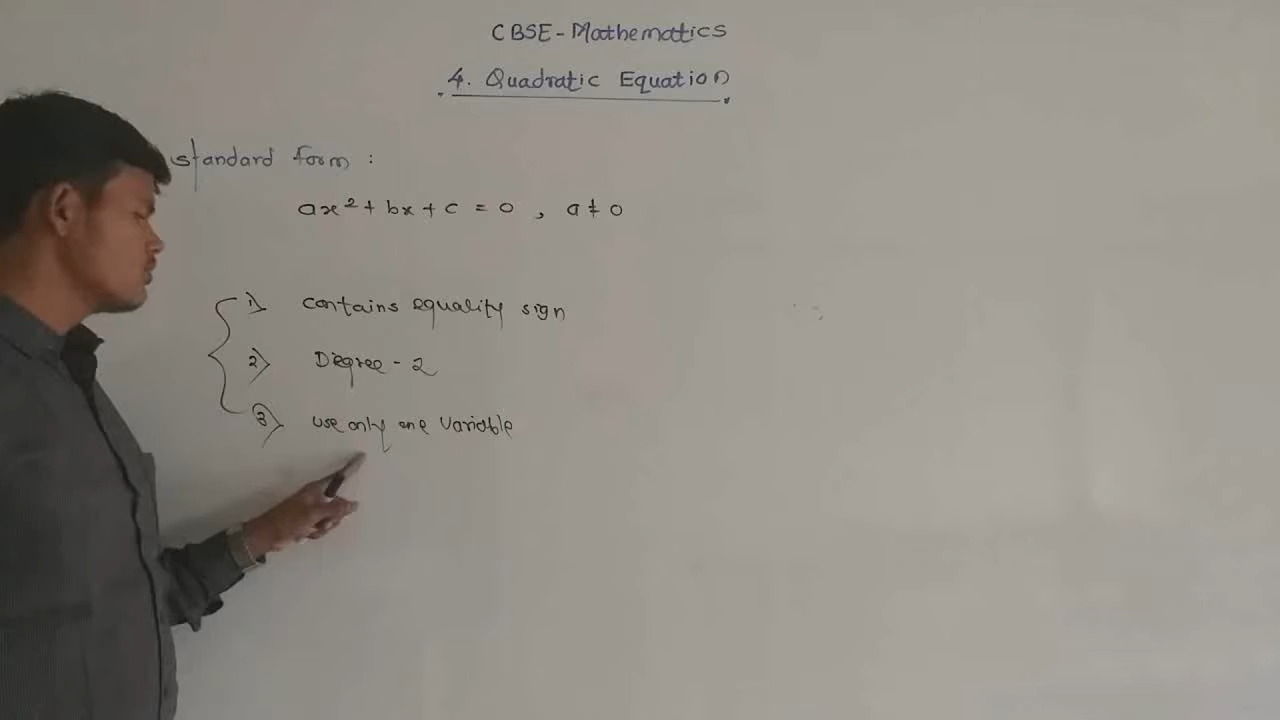 CBSE - Mathematics
4. Quadratic Equation
standard form :
ax² + bx + c = 0 , a ≠ 0
1) contains equality sign
2) Degree - 2
3) use only one variable